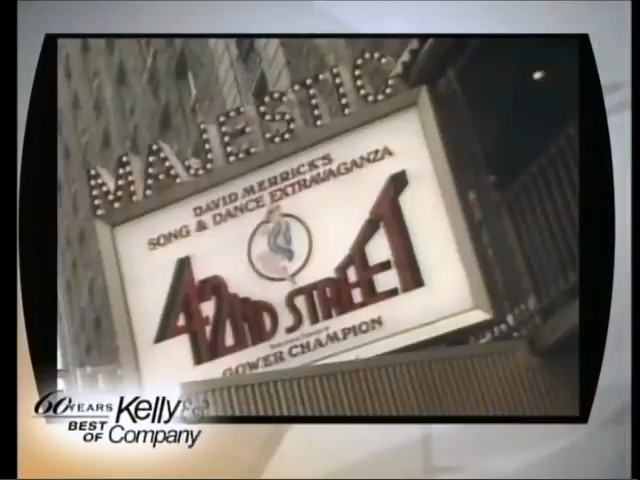 MAJESTIC
DAVID MERRICK'S
SONG & DANCE EXTRAVAGANZA
42ND STREET
GOWER CHAMPION
60 YEARS
BEST OF
Kelly &
Company